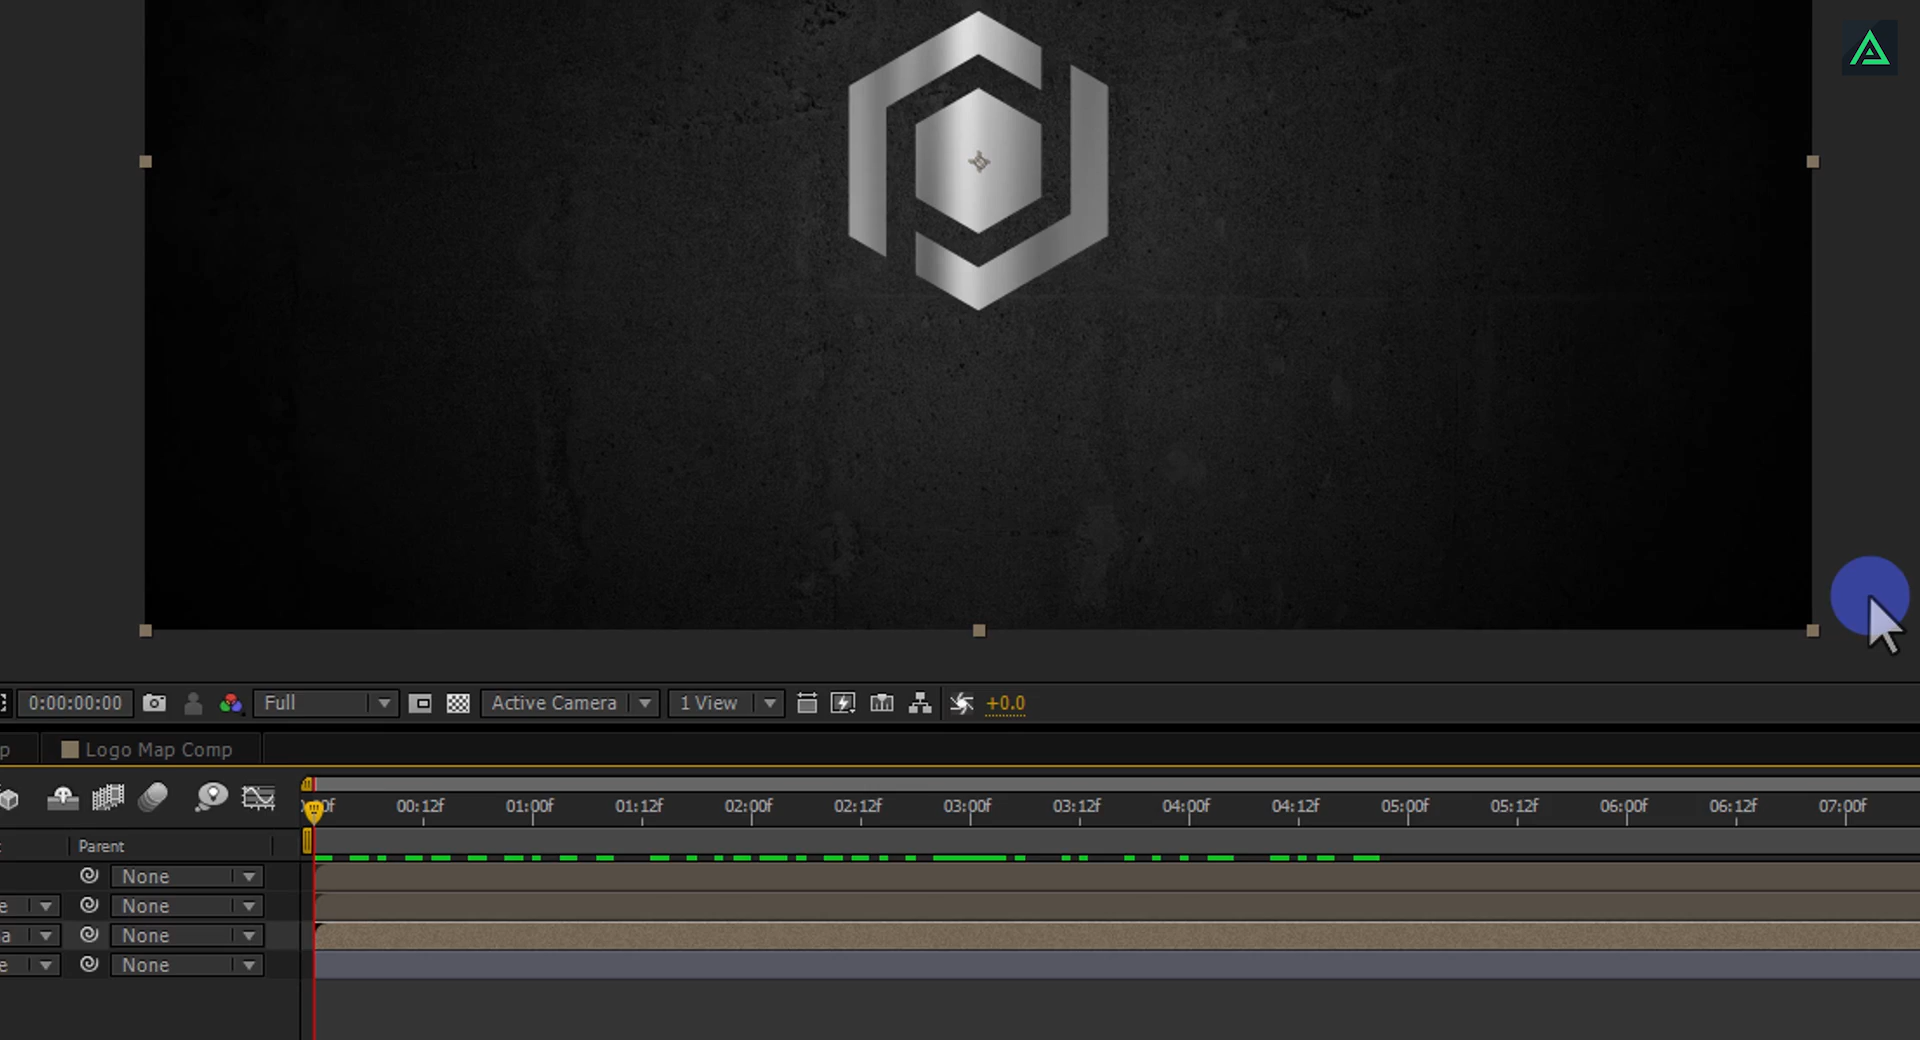 0:00:00:00 Full Active Camera 1 View +0.0
p Logo Map Comp
00:12f 01:00f 01:12f 02:00f 02:12f 03:00f 03:12f 04:00f 04:12f 05:00f 05:12f 06:00f 06:12f 07:00f
Parent
None
e None
a None
e None